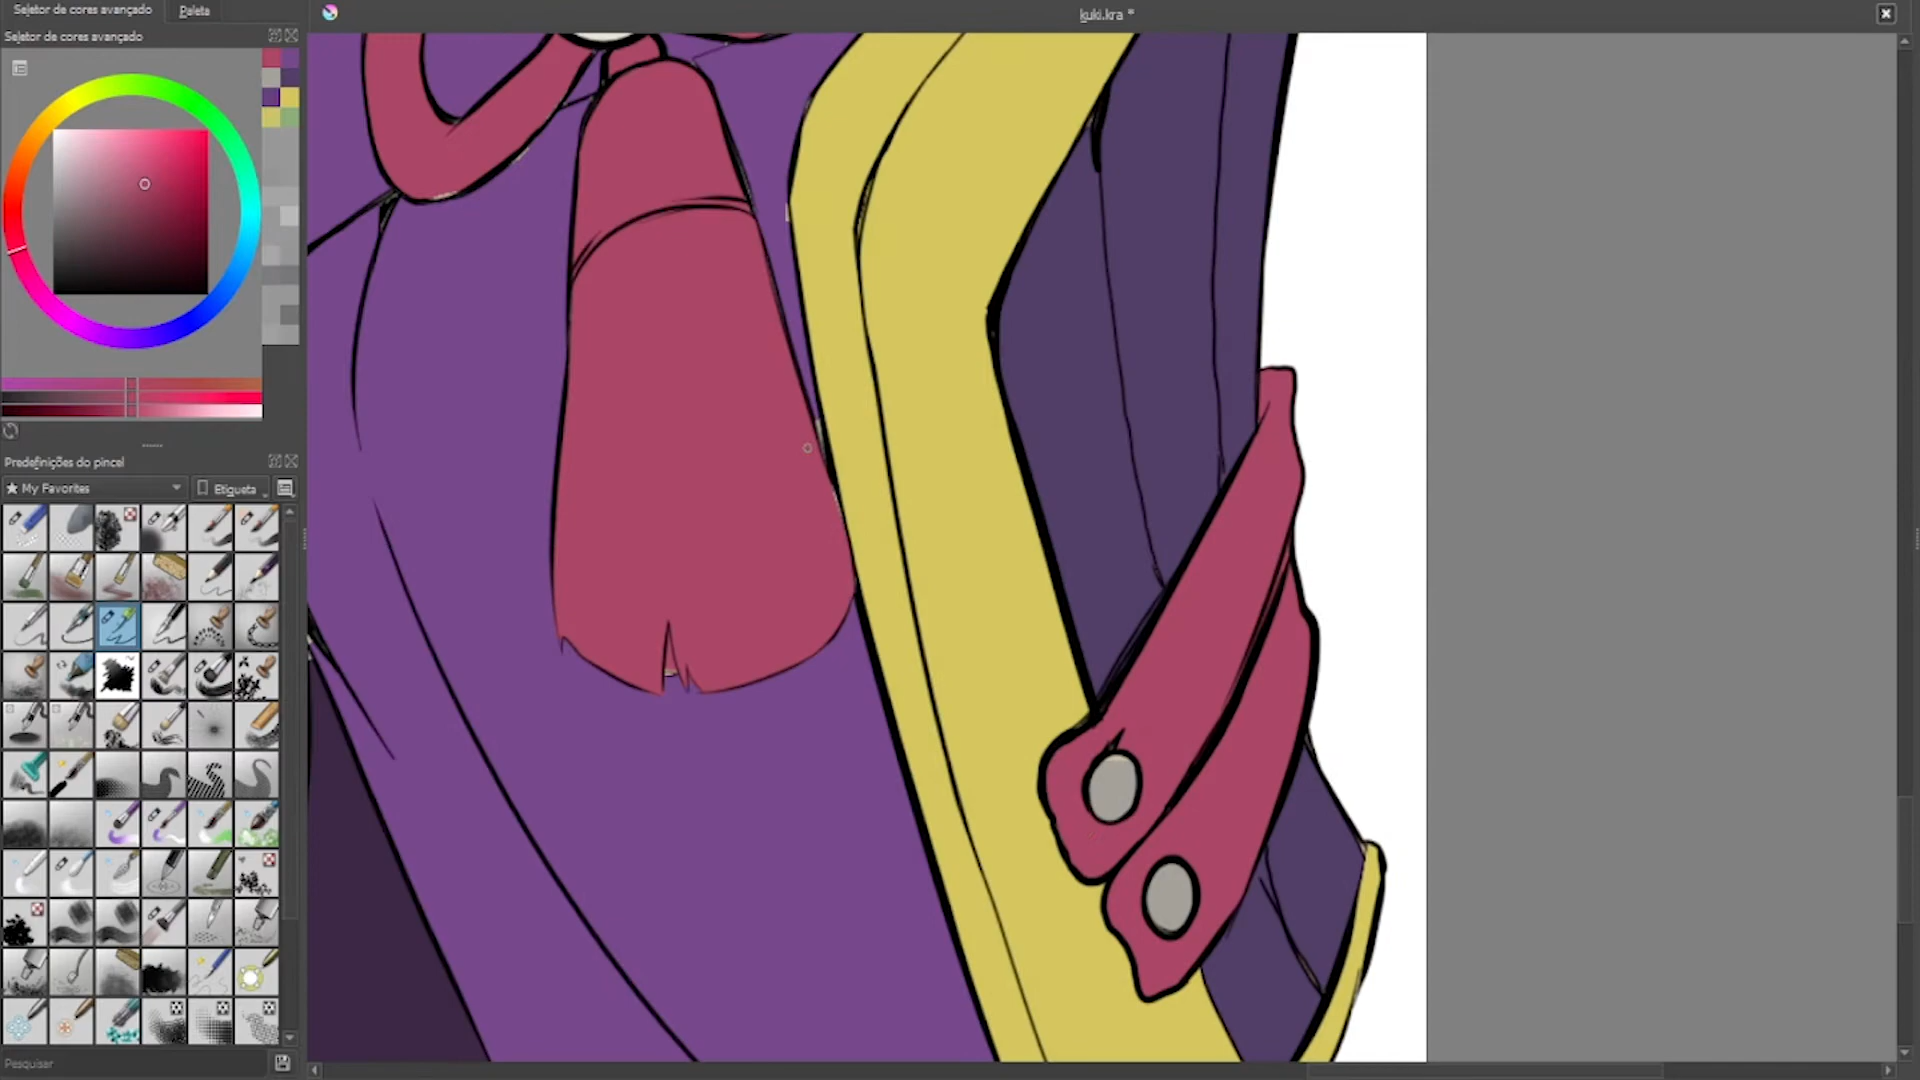 Seletor de cores avançado
Paleta
kuki.kra *
Seletor de cores avançado
Predefinições do pincel
My Favorites
Etiqueta
Pesquisar